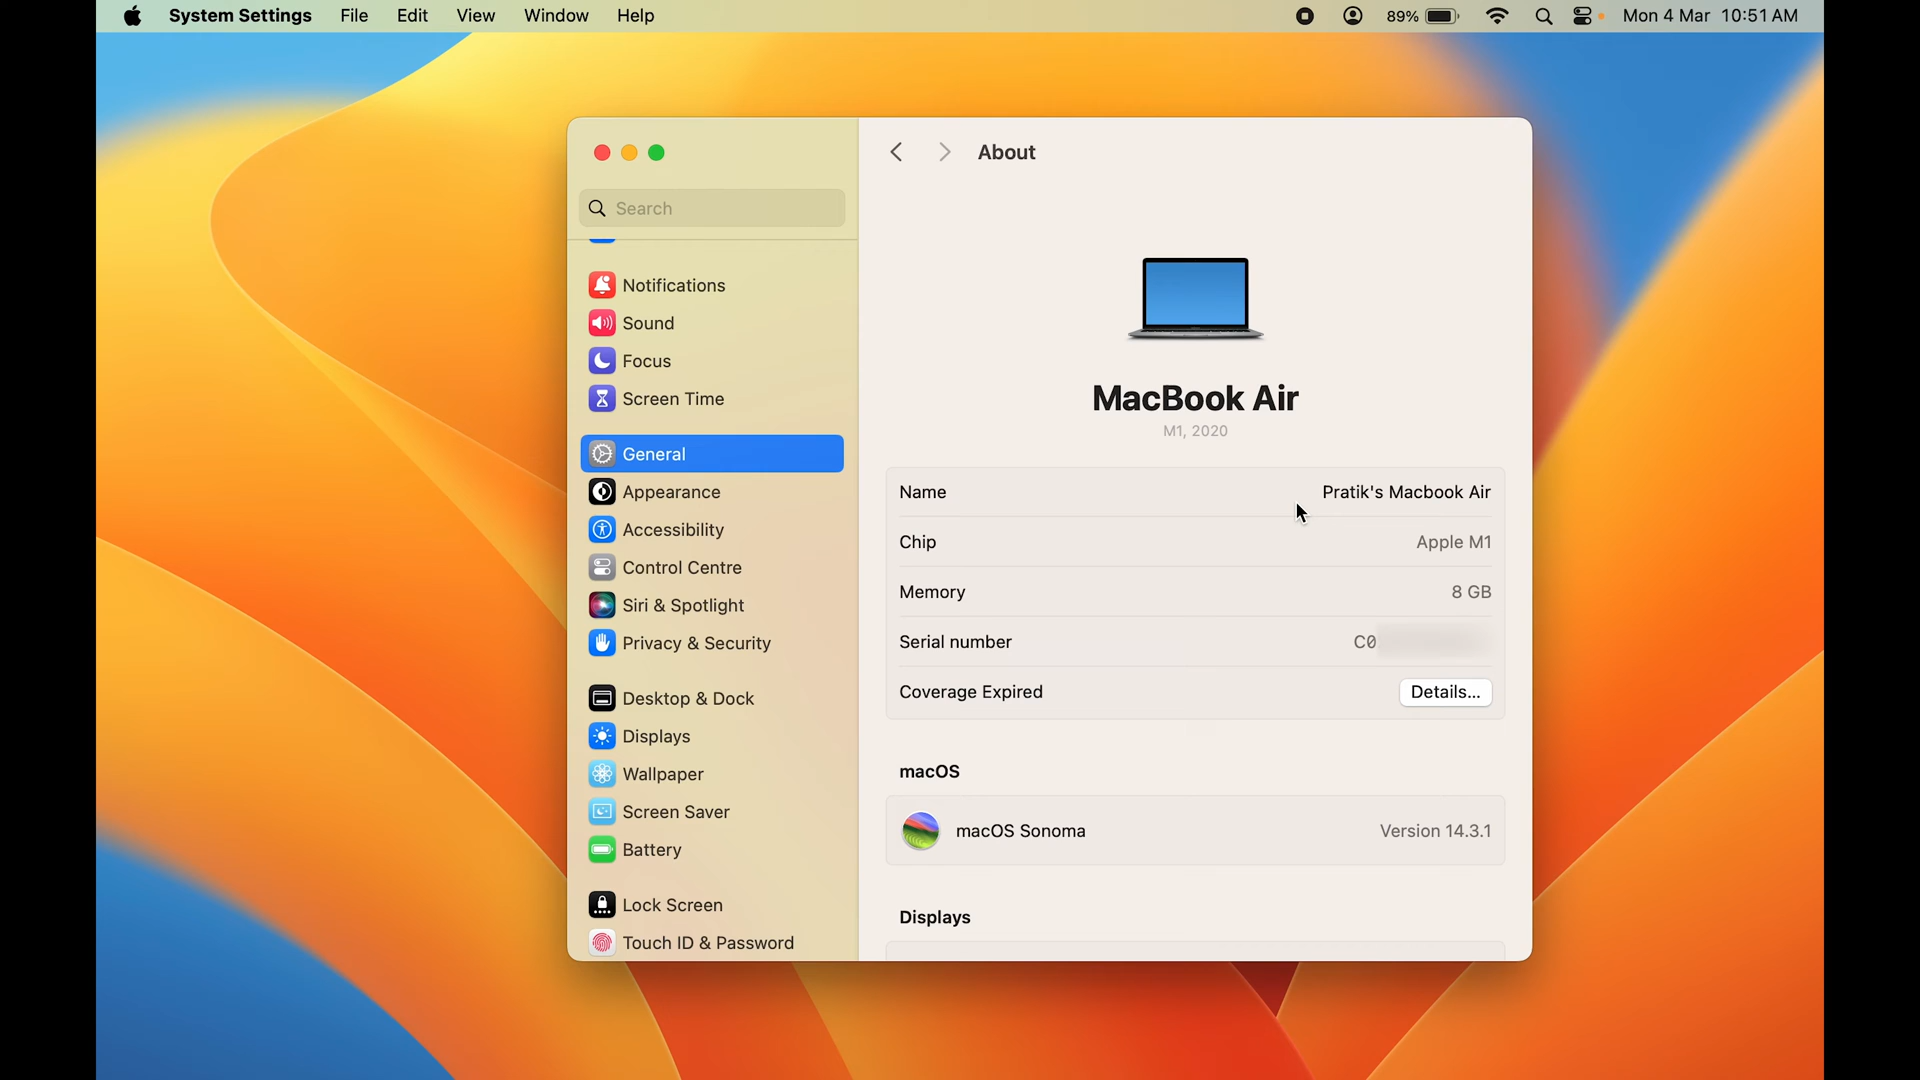 System Settings File Edit View Window Help 89% Mon 4 Mar 10:51 AM
About
Search
Notifications
Sound
Focus
Screen Time
General
Appearance
Accessibility
Control Centre
Siri & Spotlight
Privacy & Security
Desktop & Dock
Displays
Wallpaper
Screen Saver
Battery
Lock Screen
Touch ID & Password
MacBook Air
M1, 2020
Name Pratik's Macbook Air
Chip Apple M1
Memory 8 GB
Serial number C0
Coverage Expired Details...
macOS
macOS Sonoma Version 14.3.1
Displays